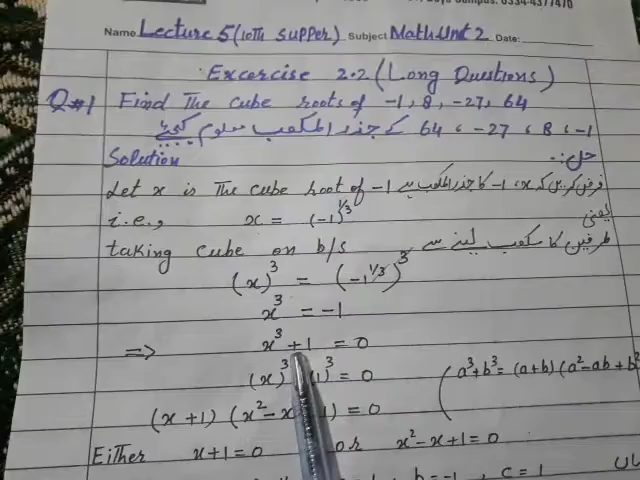 0334-4377470
Name Lecture 5 (10TH SUPPER) Subject Math Unit 2 Date:
Excercise 2.2 (Long Questions)
Q#1 Find The cube roots of -1, 8, -27, 64
-1 ، 8 ، -27 ، 64 کے جذر المکعب معلوم کیجئے
Solution حل:
Let x is The cube root of -1 فرض کریں کہ x، -1 کا جذر المکعب ہے
i.e., x = (-1)^1/3 یعنی
taking cube on b/s طرفین کا مکعب لینے سے
(x)^3 = (-1^1/3)^3
x^3 = -1
=> x^3 + 1 = 0
(x)^3 (1)^3 = 0 (a^3+b^3 = (a+b)(a^2-ab+b^2
(x+1) (x^2-x 1) = 0
Either x+1=0 or x^2-x+1=0
b=-1, c=1